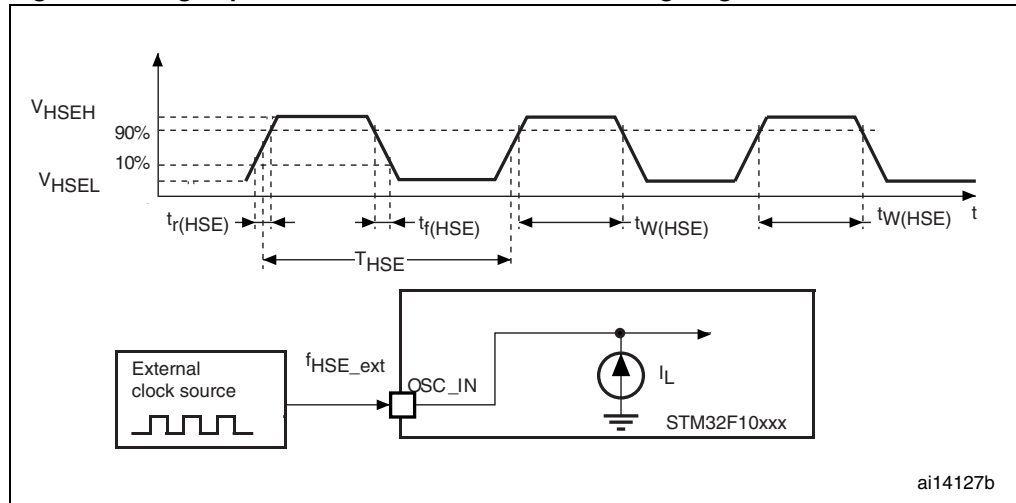 VHSEH
90%
10%
VHSEL
tr(HSE)
tf(HSE)
tW(HSE)
tW(HSE)
t
THSE
External
clock source
fHSE_ext
OSC_IN
IL
STM32F10xxx
ai14127b